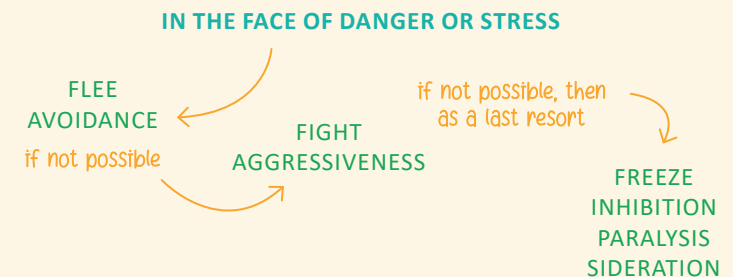 IN THE FACE OF DANGER OR STRESS
FLEE
AVOIDANCE
if not possible
FIGHT
AGGRESSIVENESS
if not possible, then
as a last resort
FREEZE
INHIBITION
PARALYSIS
SIDERATION